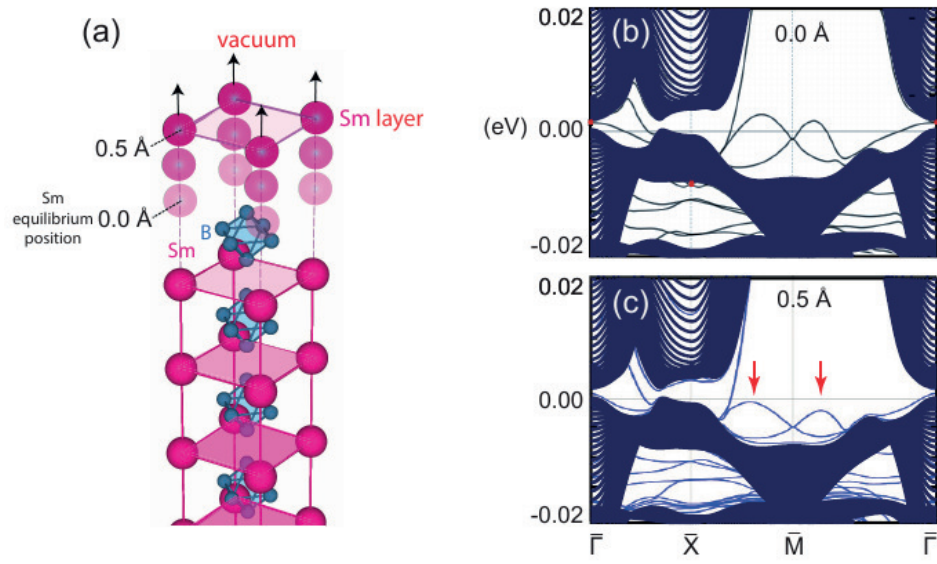 (a)
vacuum
Sm layer
0.5 Å
0.0 Å
Sm
equilibrium
position
B
Sm
(b)
0.0 Å
0.02
(eV)
0.00
-0.02
(c)
0.5 Å
0.02
0.00
-0.02
Γ̄ X̄ M̄ Γ̄